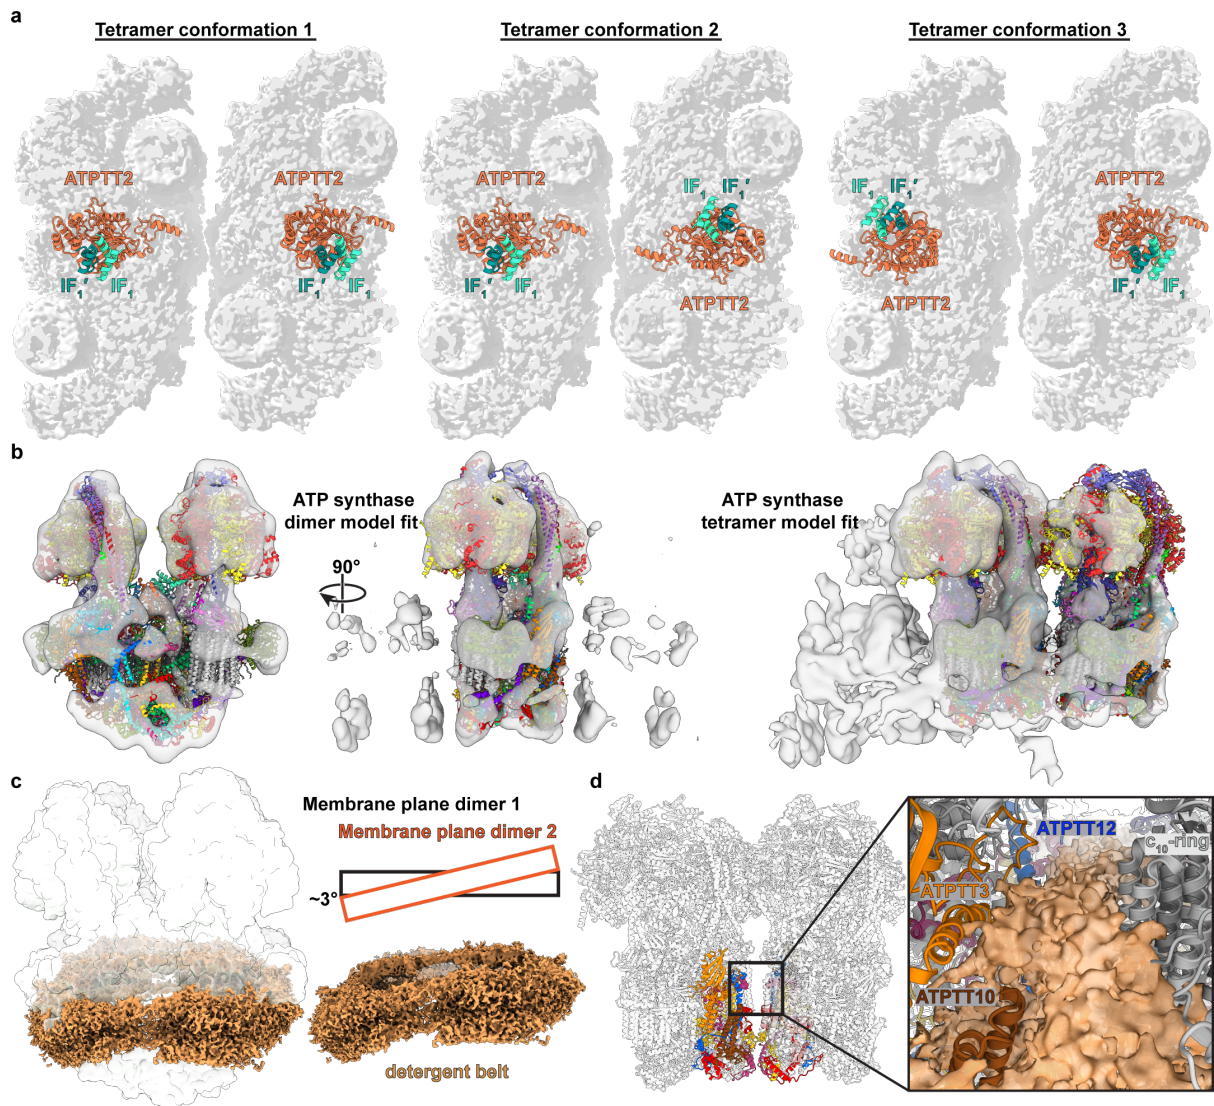 a
Tetramer conformation 1
Tetramer conformation 2
Tetramer conformation 3
ATPTT2
ATPTT2
ATPTT2
IF₁
IF₁′
IF₁
IF₁′
ATPTT2
IF₁′
IF₁
IF₁′
IF₁
IF₁′
IF₁
ATPTT2
ATPTT2
IF₁′
IF₁
b
ATP synthase
dimer model fit
90°
ATP synthase
tetramer model fit
c
Membrane plane dimer 1
Membrane plane dimer 2
~3°
detergent belt
d
ATPTT12
c₁₀-ring
ATPTT3
ATPTT10